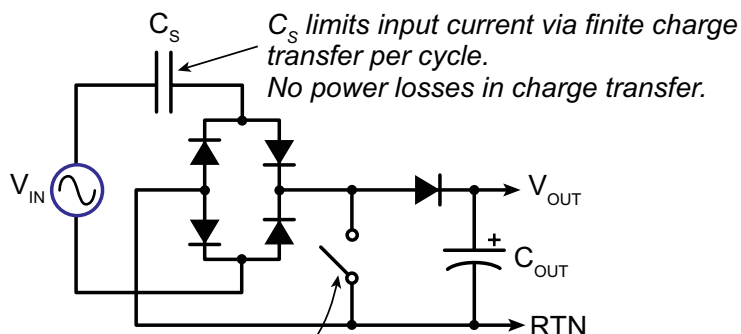 C_S
C_S limits input current via finite charge
transfer per cycle.
No power losses in charge transfer.
V_IN
V_OUT
+
C_OUT
RTN